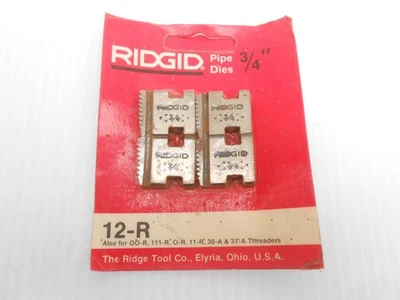 RIDGID Pipe 3/4"
Dies
RIDGID RIDGID
3/4 3/4
RIDGID RIDGID
3/4 3/4
12-R
Also for OO-R, 111-R, O-R, 11-R, 30-A & 31-A Threaders
The Ridge Tool Co., Elyria, Ohio, U.S.A.